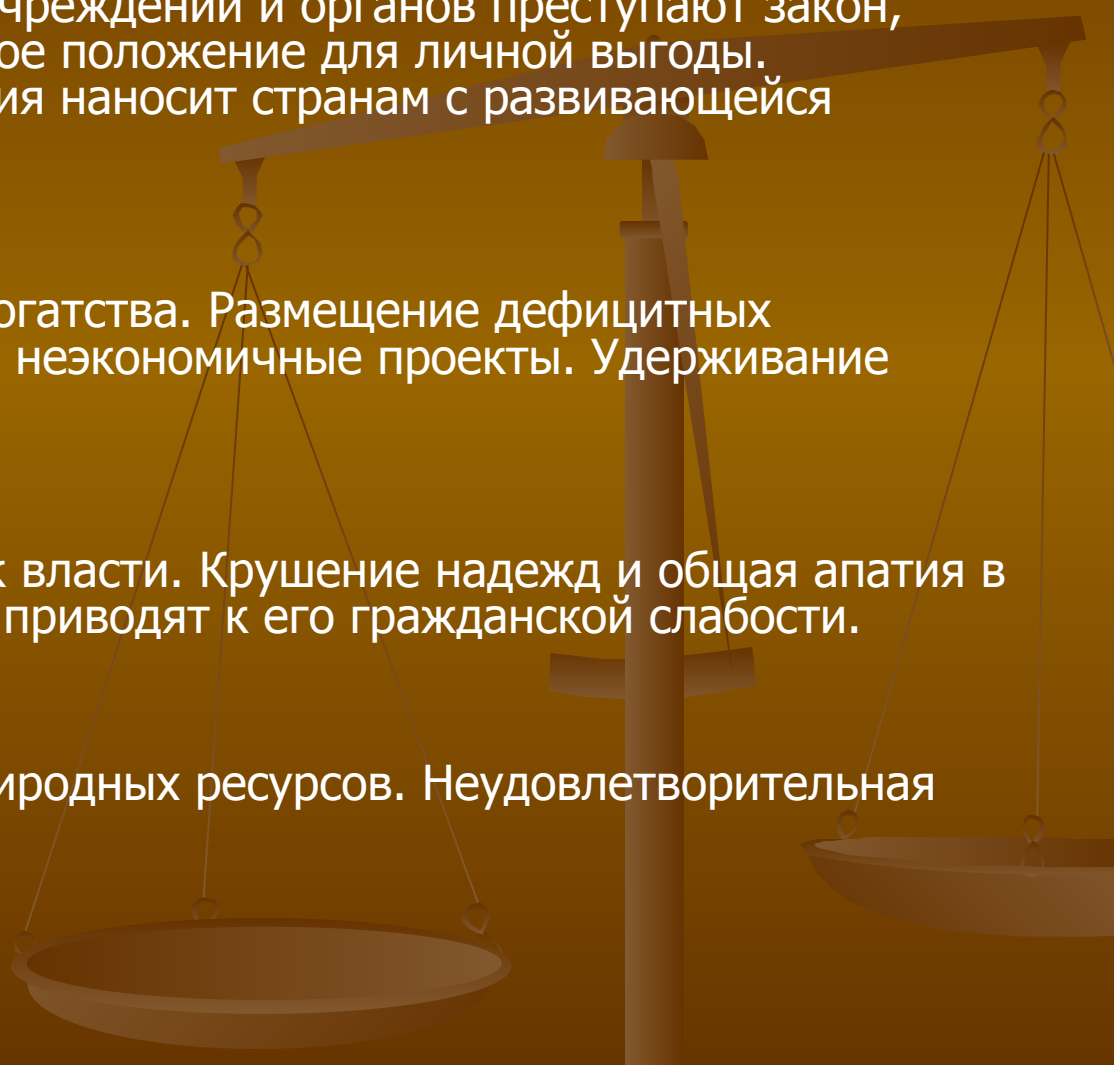 чреждений и органов преступают закон,
ое положение для личной выгоды.
ия наносит странам с развивающейся
огатства. Размещение дефицитных
неэкономичные проекты. Удерживание
к власти. Крушение надежд и общая апатия в
приводят к его гражданской слабости.
иродных ресурсов. Неудовлетворительная